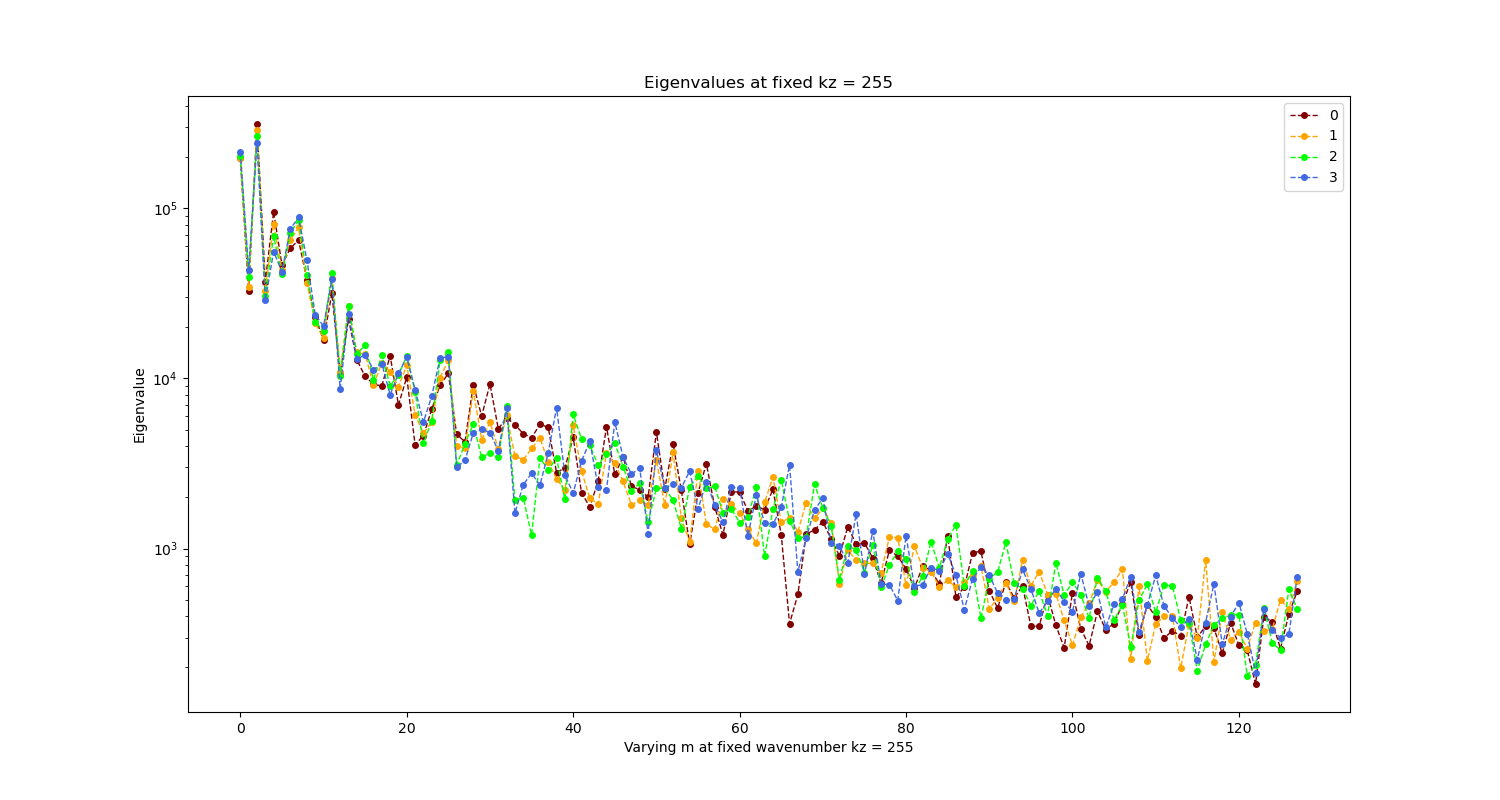 Eigenvalues at fixed kz = 255
0
1
2
3
10^5
10^4
10^3
Eigenvalue
0 20 40 60 80 100 120
Varying m at fixed wavenumber kz = 255